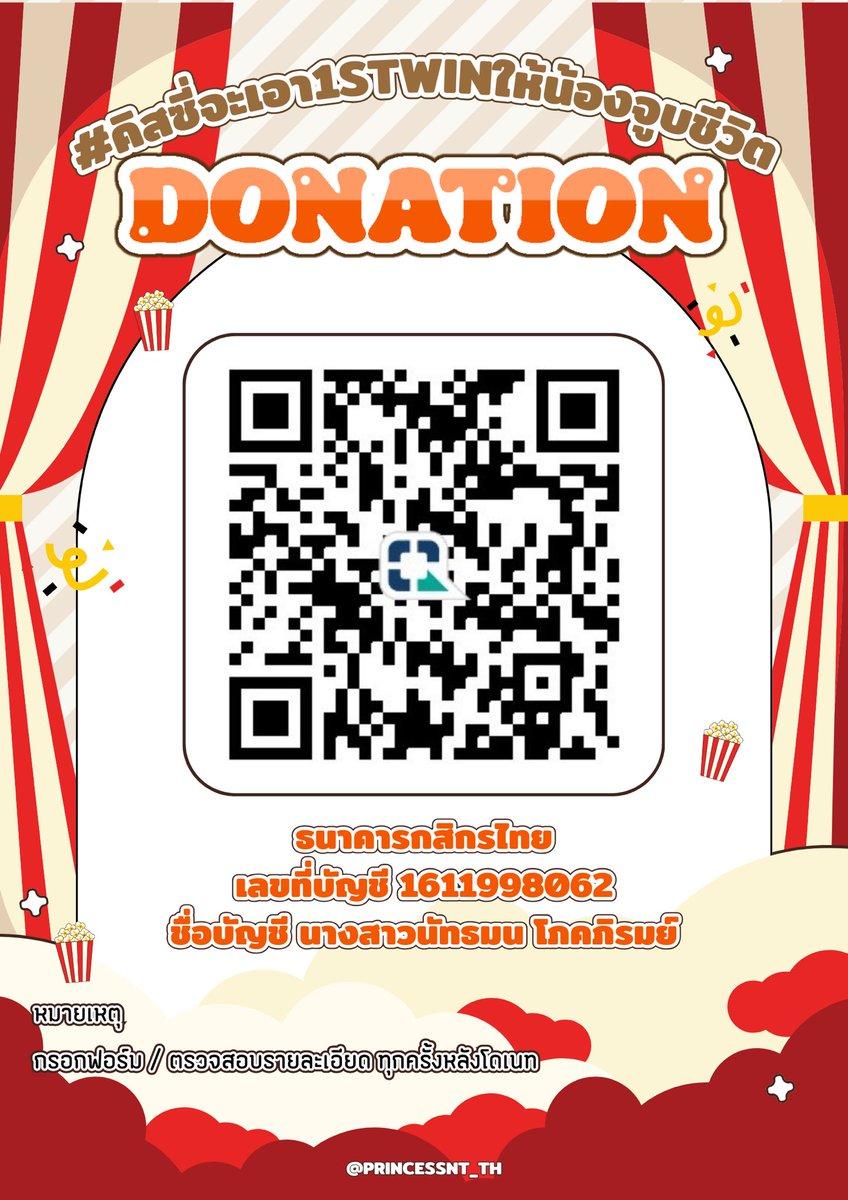 #คิสซี่จะเอา1STWINให้น้องจูบชีวิต
DONATION
ธนาคารกสิกรไทย
เลขที่บัญชี 1611998062
ชื่อบัญชี นางสาวนัทธมน โภคภิรมย์
หมายเหตุ
กรอกฟอร์ม / ตรวจสอบรายละเอียด ทุกครั้งหลังโดเนท
@PRINCESSNT_TH